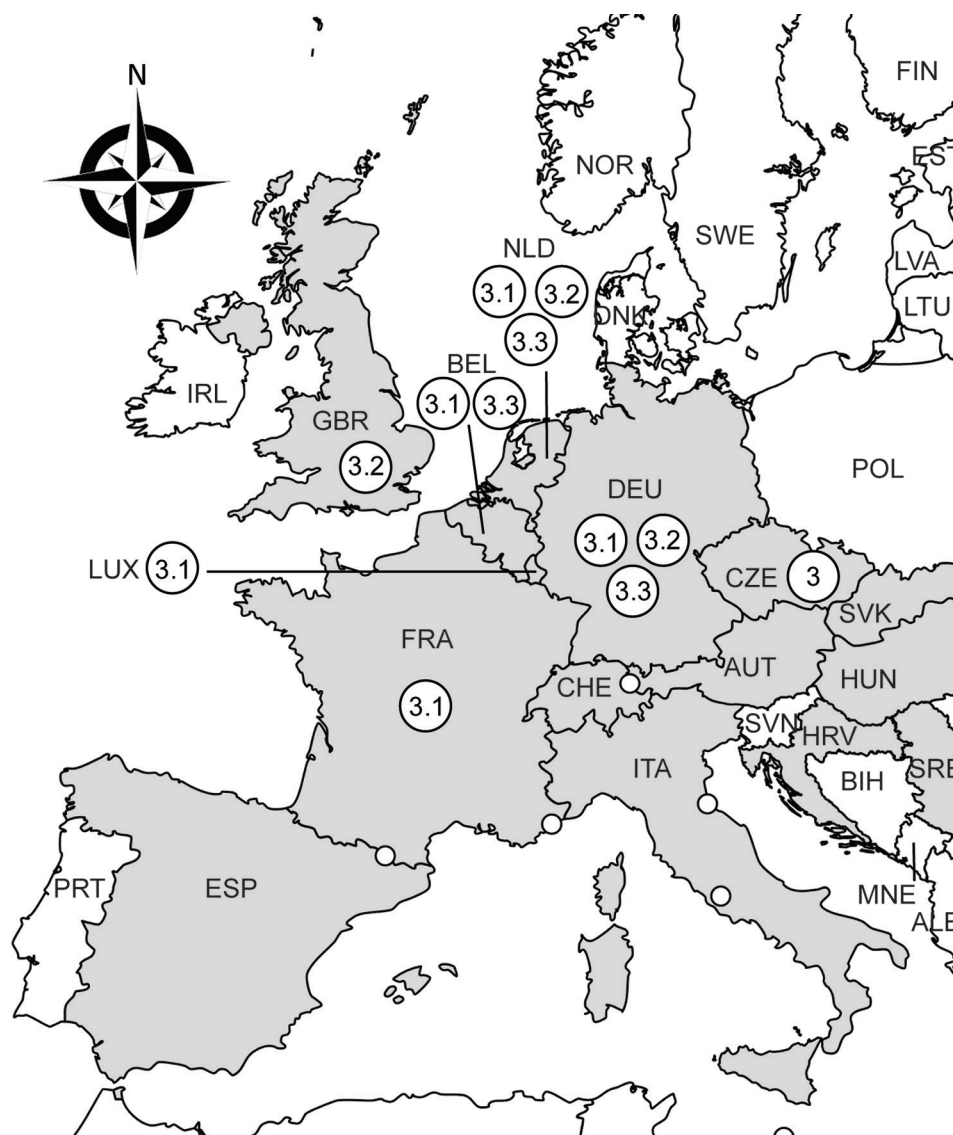 FIN
N
EST
NOR
SWE
NLD
LVA
3.1 3.2
LTU
DNK
3.3
BEL
IRL
3.1 3.3
GBR
3.2
POL
DEU
3.1 3.2
LUX 3.1
CZE 3
3.3
SVK
FRA
AUT
HUN
CHE
3.1
SVN
HRV
ITA
SRB
BIH
PRT
ESP
MNE
ALB